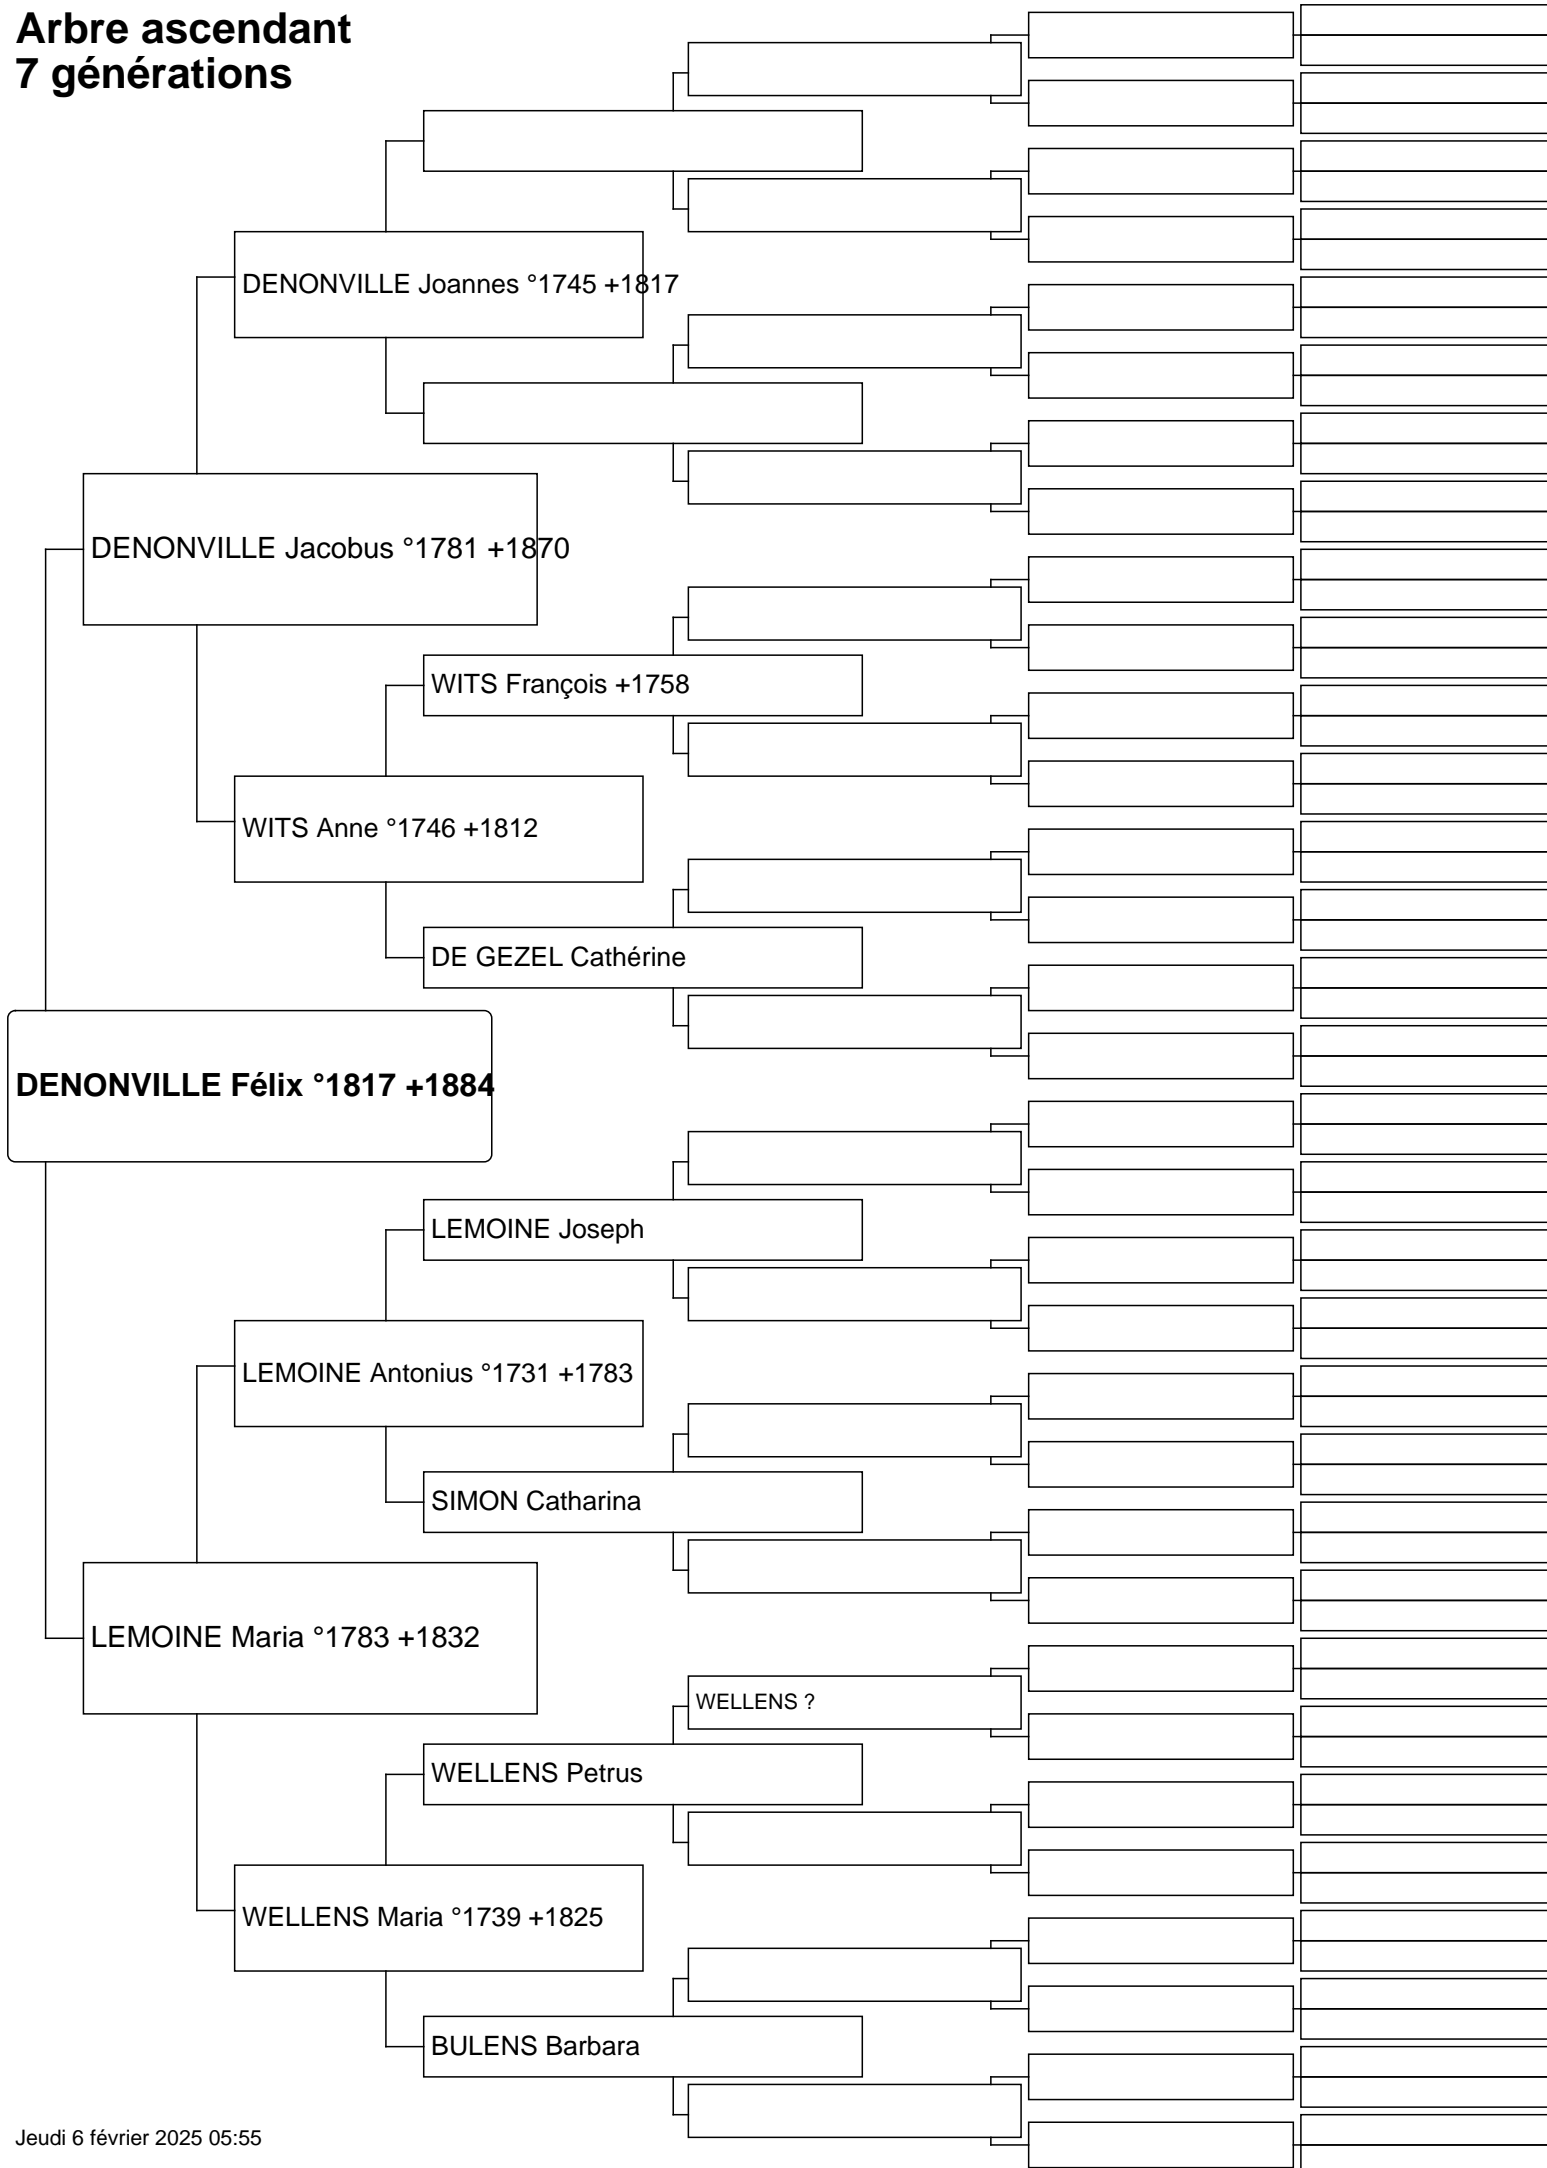 Arbre ascendant
7 générations
DENONVILLE Joannes °1745 +1817
DENONVILLE Jacobus °1781 +1870
WITS François +1758
WITS Anne °1746 +1812
DE GEZEL Cathérine
DENONVILLE Félix °1817 +1884
LEMOINE Joseph
LEMOINE Antonius °1731 +1783
SIMON Catharina
LEMOINE Maria °1783 +1832
WELLENS ?
WELLENS Petrus
WELLENS Maria °1739 +1825
BULENS Barbara
Jeudi 6 février 2025 05:55